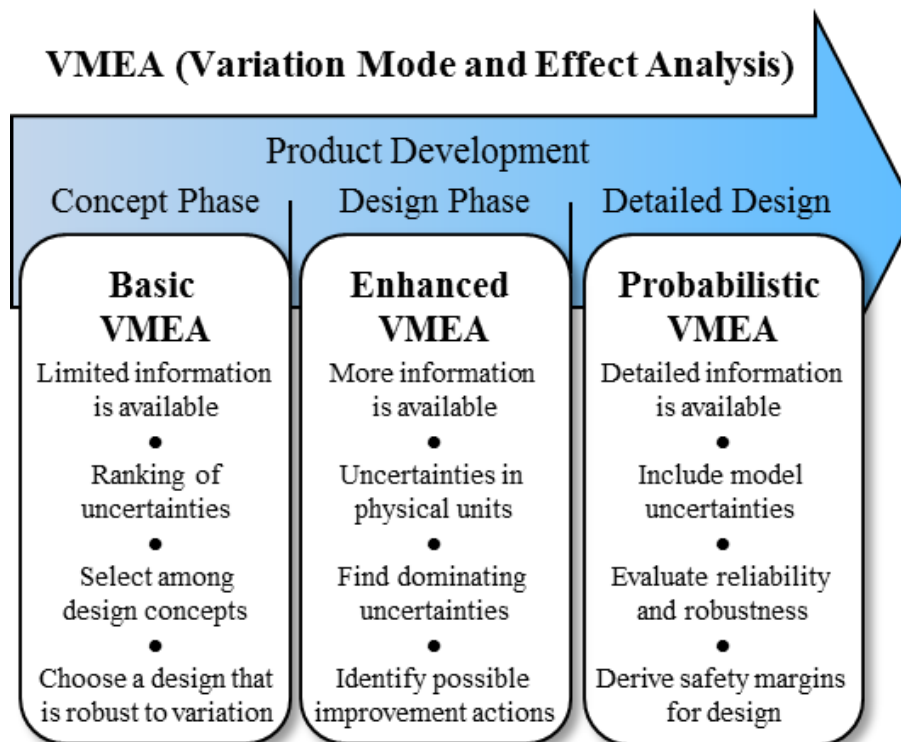 VMEA (Variation Mode and Effect Analysis)
Product Development
Concept Phase
Design Phase
Detailed Design
Basic
VMEA
Limited information
is available
•
Ranking of
uncertainties
•
Select among
design concepts
•
Choose a design that
is robust to variation
Enhanced
VMEA
More information
is available
•
Uncertainties in
physical units
•
Find dominating
uncertainties
•
Identify possible
improvement actions
Probabilistic
VMEA
Detailed information
is available
•
Include model
uncertainties
•
Evaluate reliability
and robustness
•
Derive safety margins
for design